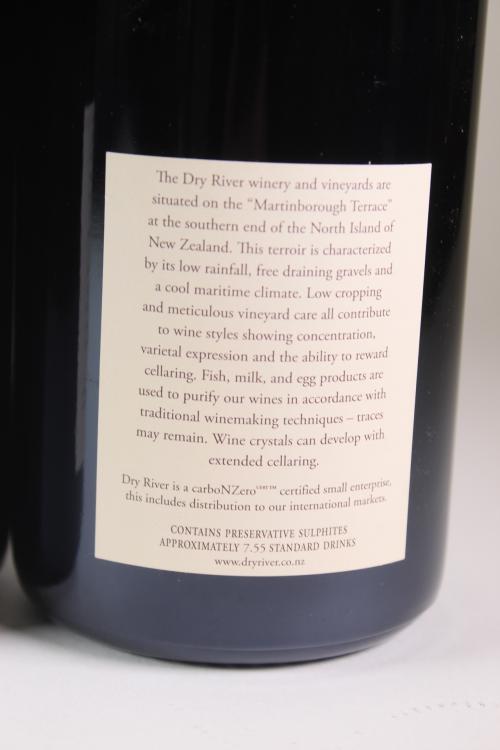 The Dry River winery and vineyards are
situated on the “Martinborough Terrace”
at the southern end of the North Island of
New Zealand. This terroir is characterized
by its low rainfall, free draining gravels and
a cool maritime climate. Low cropping
and meticulous vineyard care all contribute
to wine styles showing concentration,
varietal expression and the ability to reward
cellaring. Fish, milk, and egg products are
used to purify our wines in accordance with
traditional winemaking techniques – traces
may remain. Wine crystals can develop with
extended cellaring.
Dry River is a carboNZero certified small enterprise,
this includes distribution to our international markets.
CONTAINS PRESERVATIVE SULPHITES
APPROXIMATELY 7.55 STANDARD DRINKS
www.dryriver.co.nz